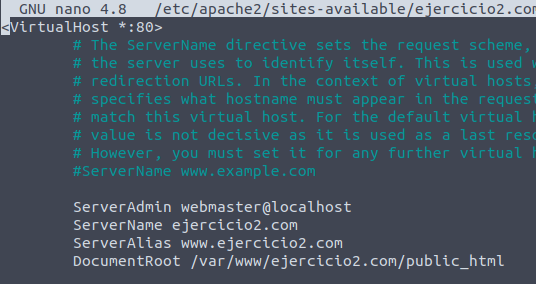 GNU nano 4.8 /etc/apache2/sites-available/ejercicio2.com
<VirtualHost *:80>
# The ServerName directive sets the request scheme,
# the server uses to identify itself. This is used
# redirection URLs. In the context of virtual hosts
# specifies what hostname must appear in the request
# match this virtual host. For the default virtual
# value is not decisive as it is used as a last
# However, you must set it for any further virtual
#ServerName www.example.com
ServerAdmin webmaster@localhost
ServerName ejercicio2.com
ServerAlias www.ejercicio2.com
DocumentRoot /var/www/ejercicio2.com/public_html